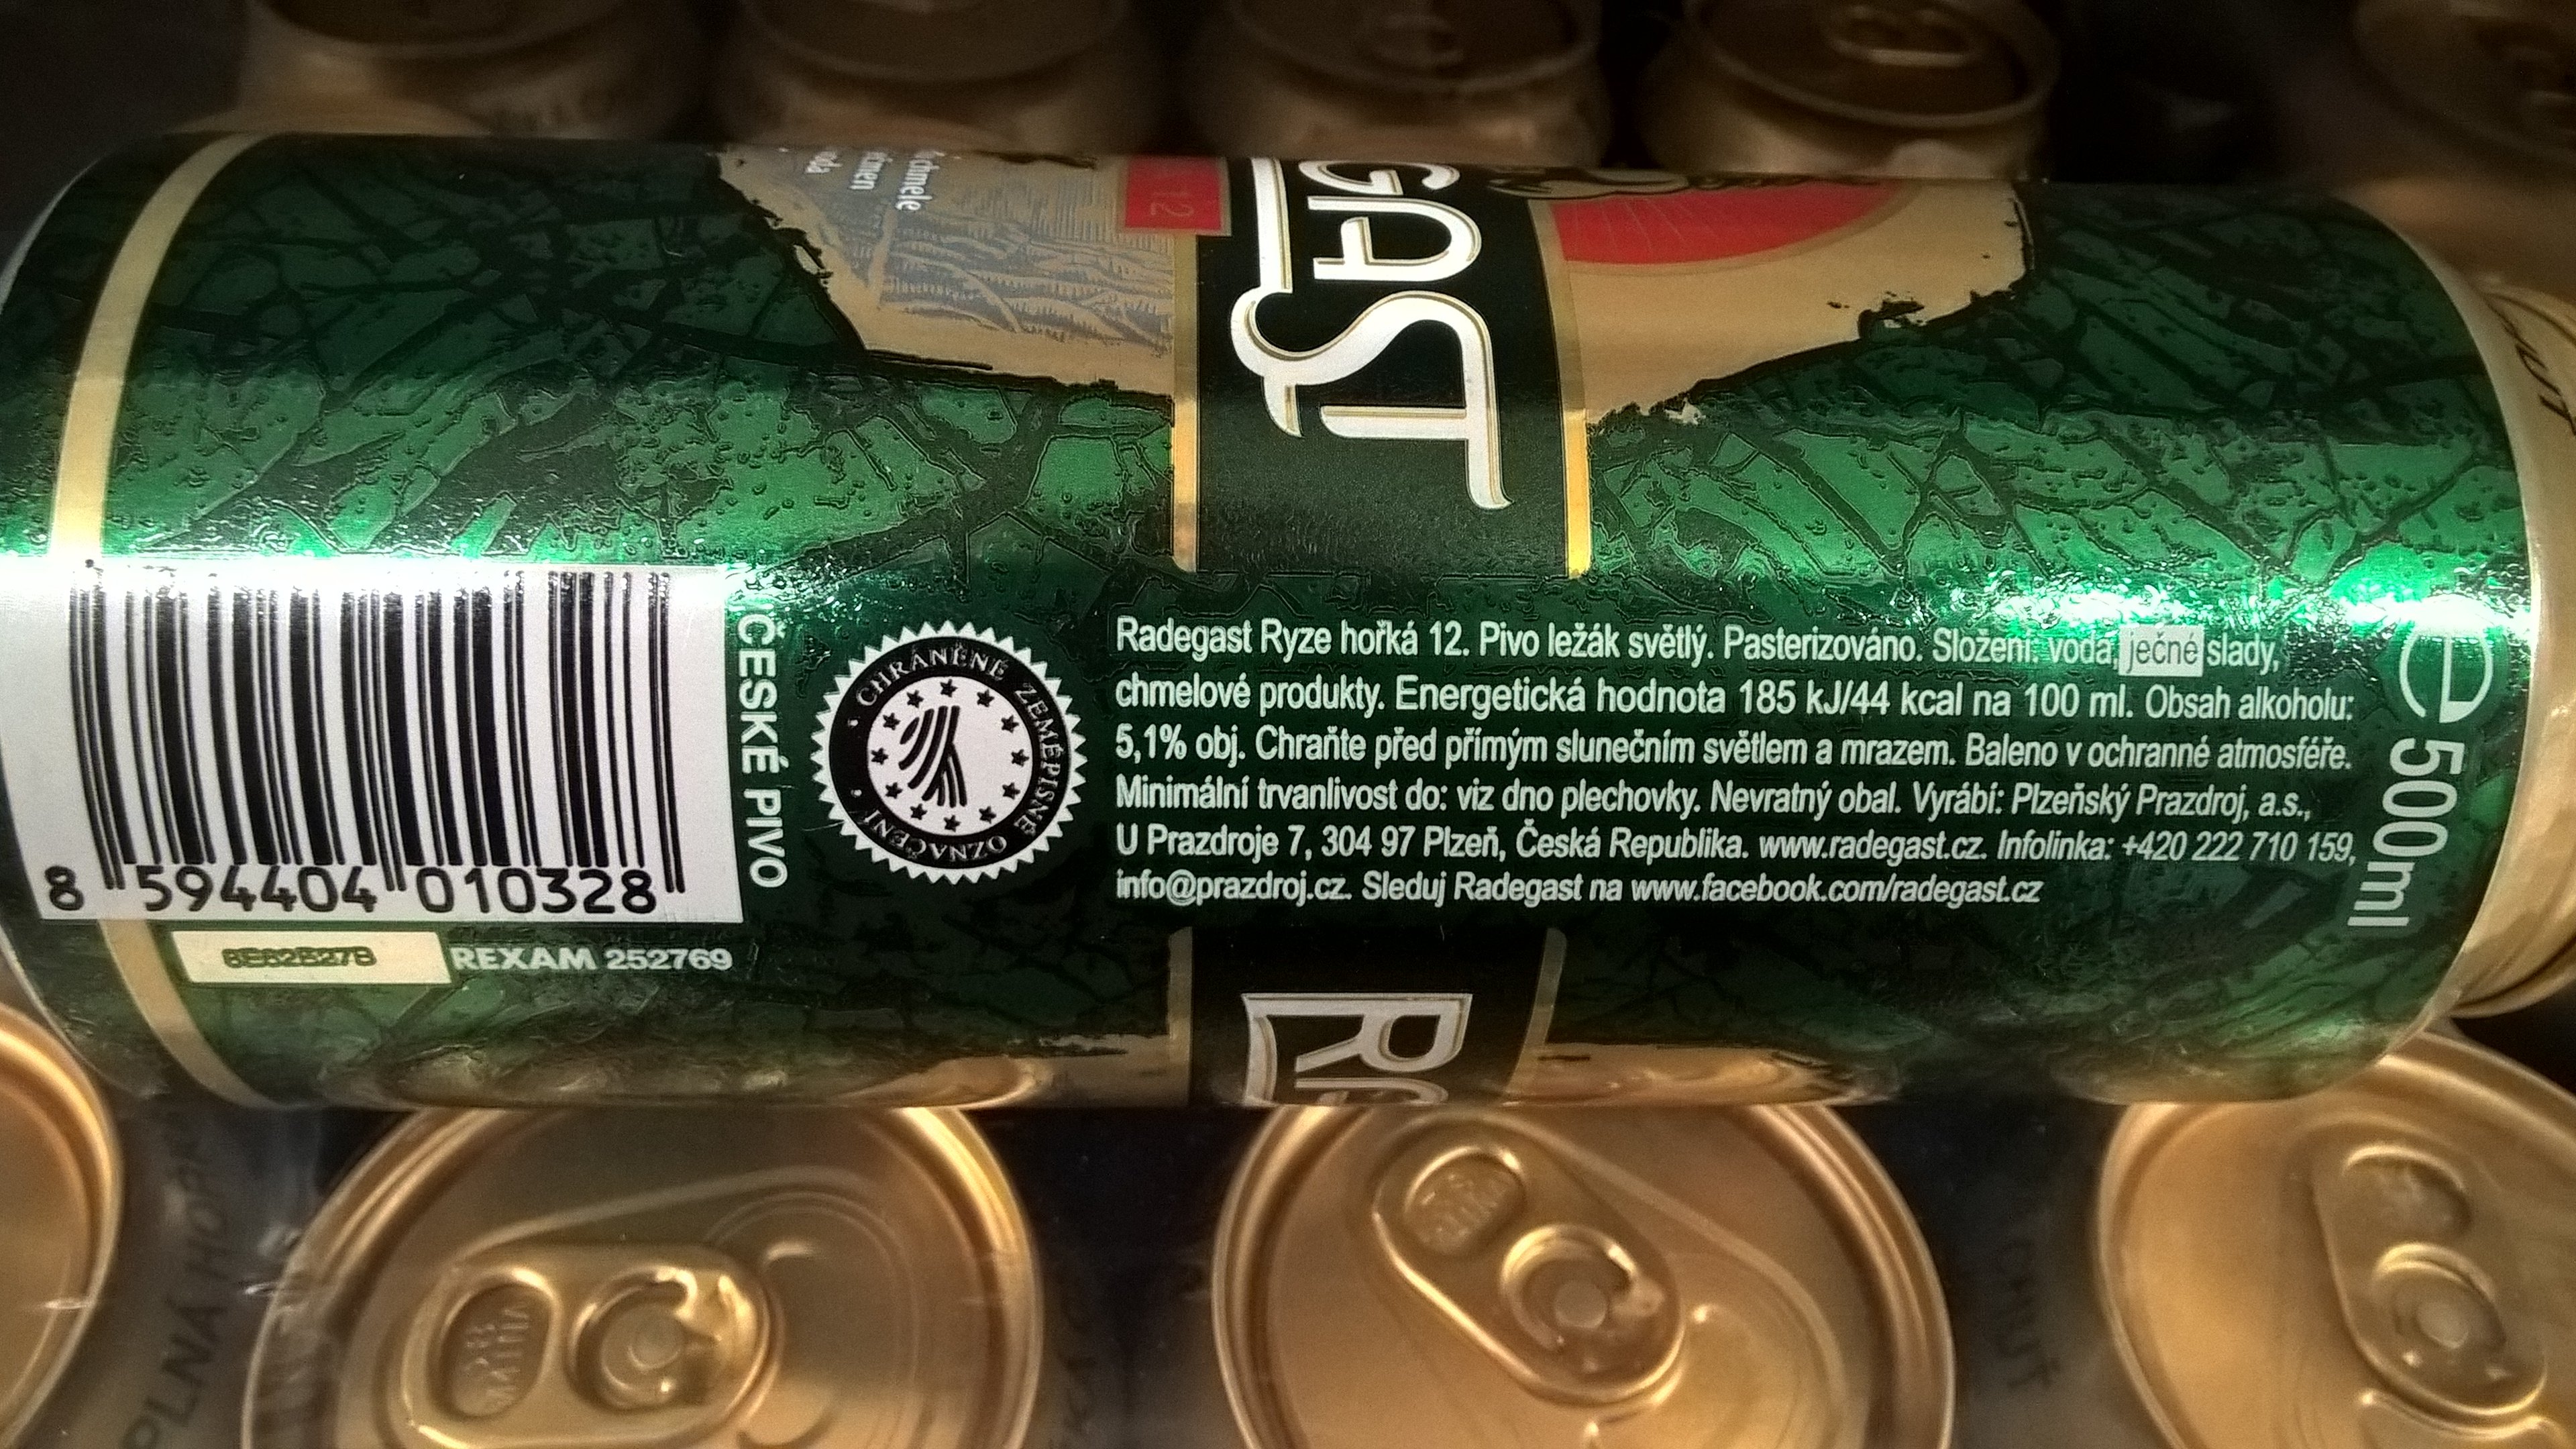 chmele
12
GAST
Radegast Ryze hořká 12. Pivo ležák světlý. Pasterizováno. Složení: voda, ječné slady,
chmelové produkty. Energetická hodnota 185 kJ/44 kcal na 100 ml. Obsah alkoholu:
5,1% obj. Chraňte před přímým slunečním světlem a mrazem. Baleno v ochranné atmosféře.
Minimální trvanlivost do: viz dno plechovky. Nevratný obal. Vyrábí: Plzeňský Prazdroj, a.s.,
U Prazdroje 7, 304 97 Plzeň, Česká Republika. www.radegast.cz. Infolinka: +420 222 710 159,
info@prazdroj.cz. Sleduj Radegast na www.facebook.com/radegast.cz
e 500ml
ČESKÉ PIVO
CHRÁNĚNÉ ZEMĚPISNÉ OZNAČENÍ
8 594404 010328
REXAM 252769
PLNÁ HOŘ
CHUŤ